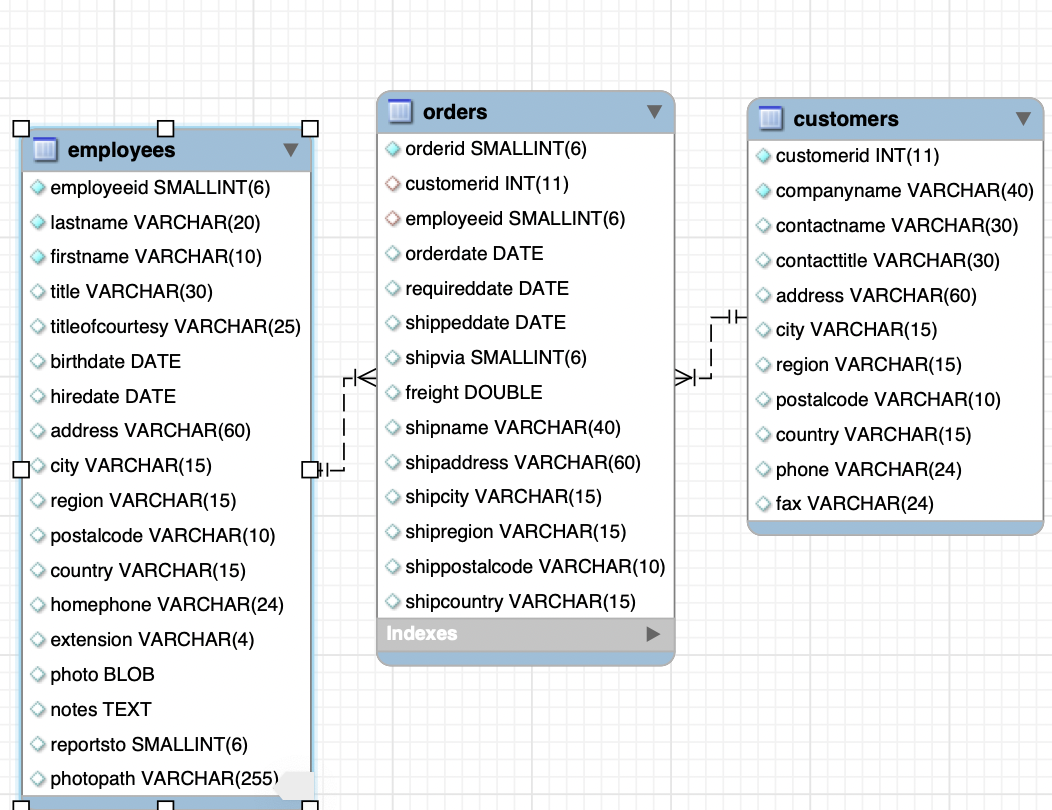 employees
employeeid SMALLINT(6)
lastname VARCHAR(20)
firstname VARCHAR(10)
title VARCHAR(30)
titleofcourtesy VARCHAR(25)
birthdate DATE
hiredate DATE
address VARCHAR(60)
city VARCHAR(15)
region VARCHAR(15)
postalcode VARCHAR(10)
country VARCHAR(15)
homephone VARCHAR(24)
extension VARCHAR(4)
photo BLOB
notes TEXT
reportsto SMALLINT(6)
photopath VARCHAR(255)
orders
orderid SMALLINT(6)
customerid INT(11)
employeeid SMALLINT(6)
orderdate DATE
requireddate DATE
shippeddate DATE
shipvia SMALLINT(6)
freight DOUBLE
shipname VARCHAR(40)
shipaddress VARCHAR(60)
shipcity VARCHAR(15)
shipregion VARCHAR(15)
shippostalcode VARCHAR(10)
shipcountry VARCHAR(15)
Indexes
customers
customerid INT(11)
companyname VARCHAR(40)
contactname VARCHAR(30)
contacttitle VARCHAR(30)
address VARCHAR(60)
city VARCHAR(15)
region VARCHAR(15)
postalcode VARCHAR(10)
country VARCHAR(15)
phone VARCHAR(24)
fax VARCHAR(24)